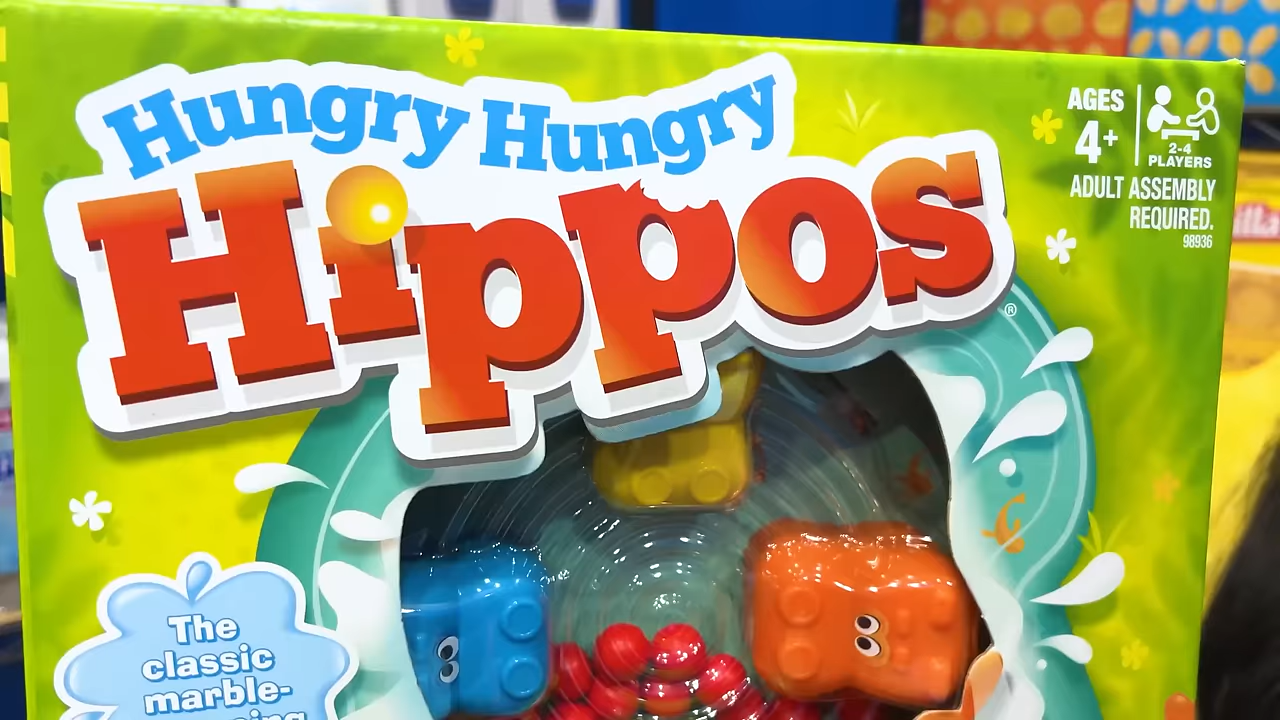 Hungry Hungry
Hippos
®
AGES
4+
2-4
PLAYERS
ADULT ASSEMBLY
REQUIRED.
98936
The
classic
marble-